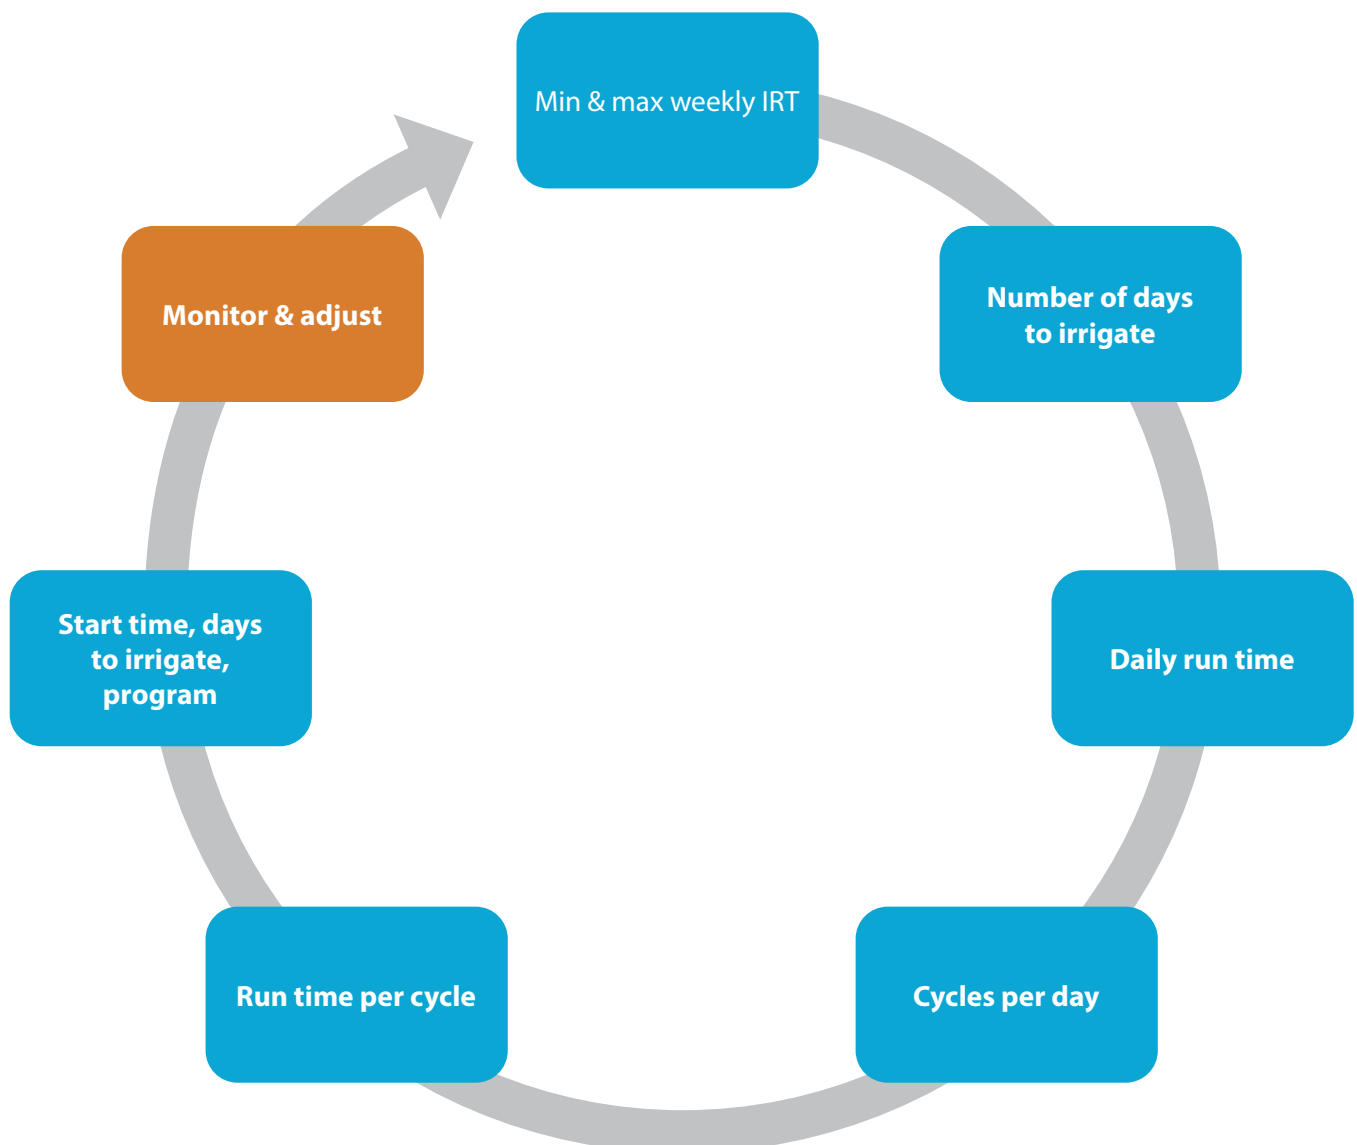 Min & max weekly IRT
Number of days
to irrigate
Daily run time
Cycles per day
Run time per cycle
Start time, days
to irrigate,
program
Monitor & adjust